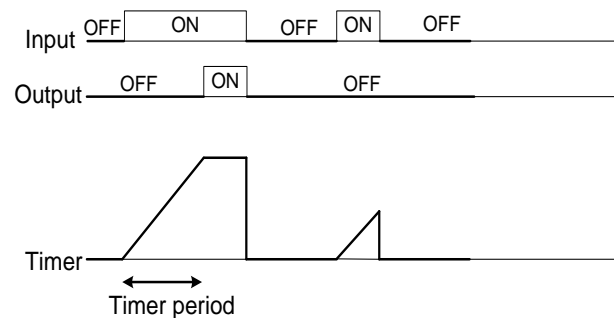 Input OFF ON OFF ON OFF
Output OFF ON OFF
Timer
Timer period